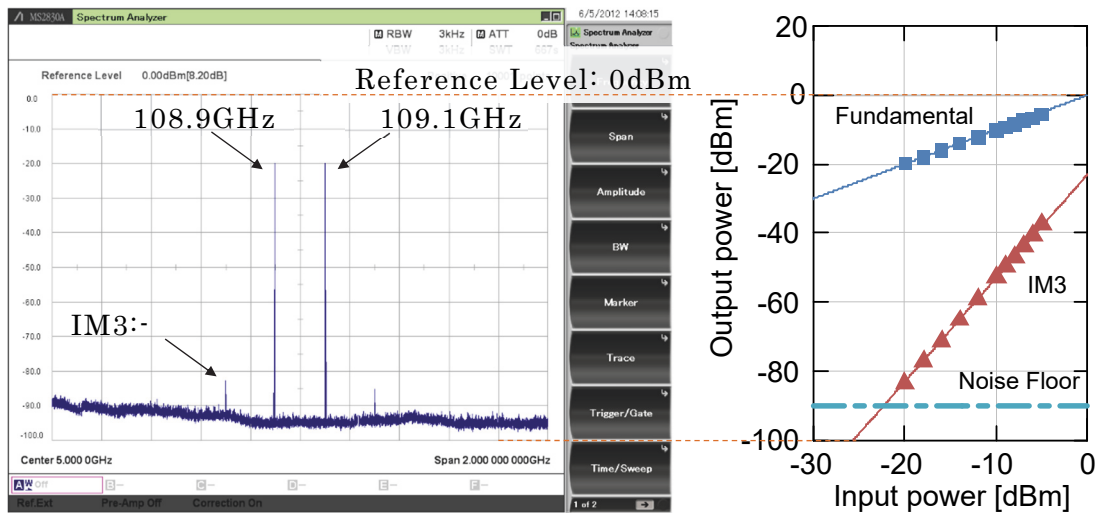 MS2830A Spectrum Analyzer
6/5/2012 14:08:15
Spectrum Analyzer
Spectrum Analyzer
RBW 3kHz ATT 0dB
VBW 3kHz SWT
Reference Level 0.00dBm[8.20dB]
Reference Level: 0dBm
108.9GHz
109.1GHz
IM3:-
0.0
-10.0
-20.0
-30.0
-40.0
-50.0
-60.0
-70.0
-80.0
-90.0
-100.0
Center 5.000 0GHz
Span 2.000 000 000GHz
A W Off
B --
C --
D --
E --
F --
Ref.Ext Pre-Amp Off Correction On
Span
Amplitude
BW
Marker
Trace
Trigger/Gate
Time/Sweep
1 of 2
Output power [dBm]
20
0
-20
-40
-60
-80
-100
Fundamental
IM3
Noise Floor
-30
-20
-10
0
Input power [dBm]